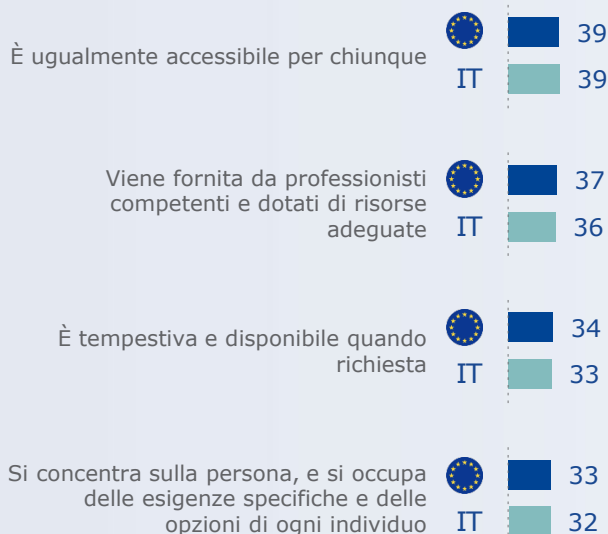 È ugualmente accessibile per chiunque
39
IT 39
Viene fornita da professionisti
competenti e dotati di risorse
adeguate
37
IT 36
È tempestiva e disponibile quando
richiesta
34
IT 33
Si concentra sulla persona, e si occupa
delle esigenze specifiche e delle
opzioni di ogni individuo
33
IT 32